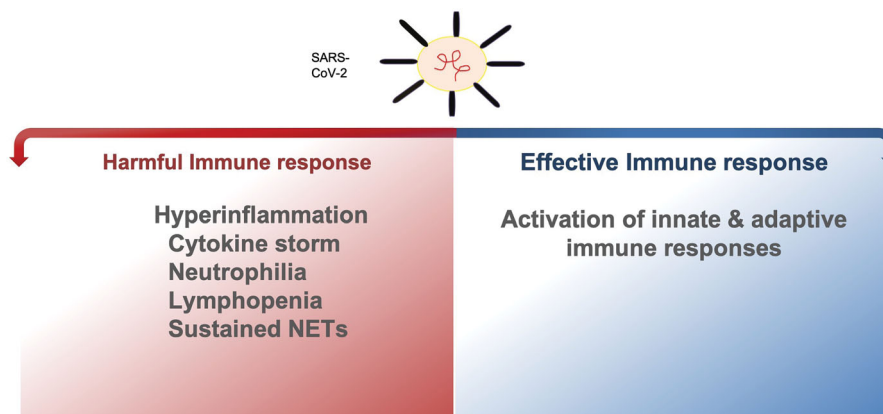 SARS-
CoV-2
Harmful Immune response
Hyperinflammation
Cytokine storm
Neutrophilia
Lymphopenia
Sustained NETs
Effective Immune response
Activation of innate & adaptive
immune responses